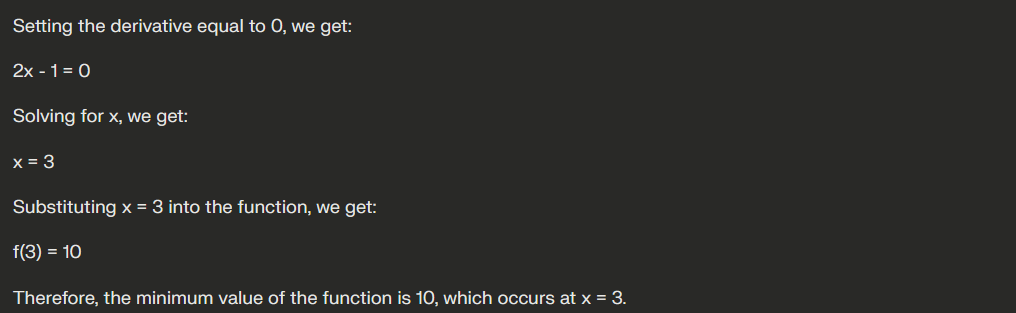 Setting the derivative equal to 0, we get:
2x - 1 = 0
Solving for x, we get:
x = 3
Substituting x = 3 into the function, we get:
f(3) = 10
Therefore, the minimum value of the function is 10, which occurs at x = 3.